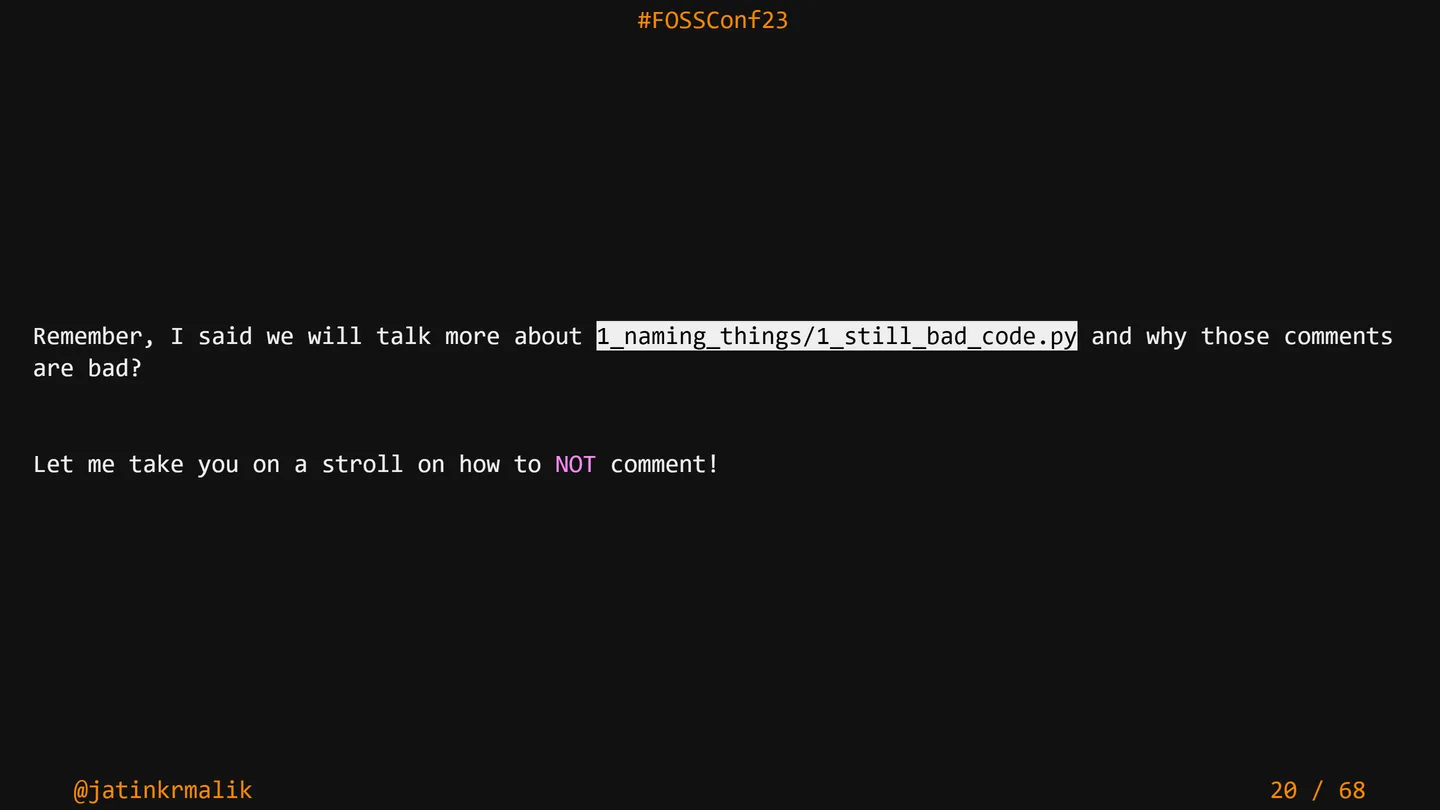 #FOSSConf23
Remember, I said we will talk more about 1_naming_things/1_still_bad_code.py and why those comments
are bad?
Let me take you on a stroll on how to NOT comment!
@jatinkrmalik
20 / 68